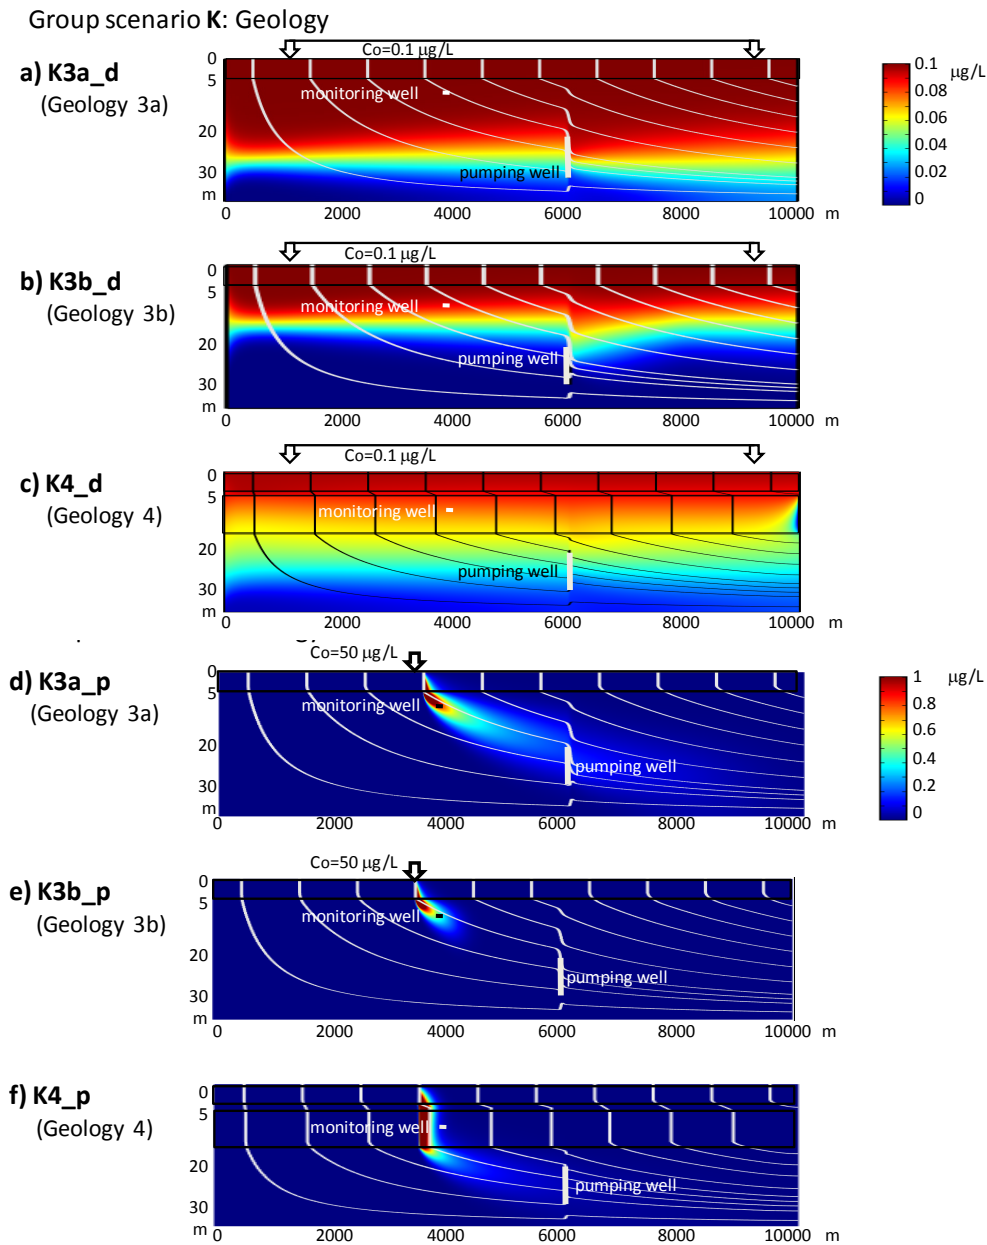 Group scenario K: Geology
a) K3a_d
(Geology 3a)
Co=0.1 µg/L
monitoring well
pumping well
0
5
20
30
m
0 2000 4000 6000 8000 10000 m
0.1 µg/L
0.08
0.06
0.04
0.02
0
b) K3b_d
(Geology 3b)
Co=0.1 µg/L
monitoring well
pumping well
0
5
20
30
m
0 2000 4000 6000 8000 10000 m
c) K4_d
(Geology 4)
Co=0.1 µg/L
monitoring well
pumping well
0
5
20
30
m
0 2000 4000 6000 8000 10000 m
d) K3a_p
(Geology 3a)
Co=50 µg/L
monitoring well
pumping well
0
5
20
30
m
0 2000 4000 6000 8000 10000 m
1 µg/L
0.8
0.6
0.4
0.2
0
e) K3b_p
(Geology 3b)
Co=50 µg/L
monitoring well
pumping well
0
5
20
30
m
0 2000 4000 6000 8000 10000 m
f) K4_p
(Geology 4)
monitoring well
pumping well
0
5
20
30
m
0 2000 4000 6000 8000 10000 m